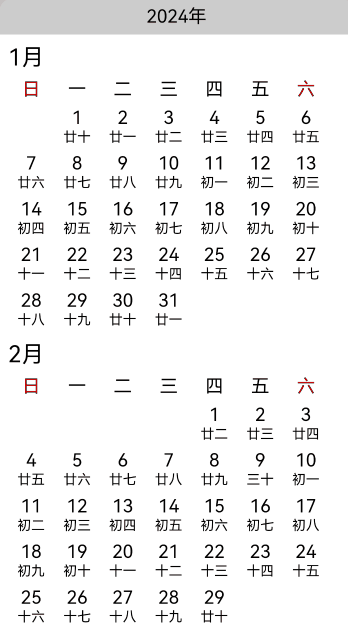 2024年
1月
日 一 二 三 四 五 六
1 2 3 4 5 6
廿十 廿一 廿二 廿三 廿四 廿五
7 8 9 10 11 12 13
廿六 廿七 廿八 廿九 初一 初二 初三
14 15 16 17 18 19 20
初四 初五 初六 初七 初八 初九 初十
21 22 23 24 25 26 27
十一 十二 十三 十四 十五 十六 十七
28 29 30 31
十八 十九 廿十 廿一
2月
日 一 二 三 四 五 六
1 2 3
廿二 廿三 廿四
4 5 6 7 8 9 10
廿五 廿六 廿七 廿八 廿九 三十 初一
11 12 13 14 15 16 17
初二 初三 初四 初五 初六 初七 初八
18 19 20 21 22 23 24
初九 初十 十一 十二 十三 十四 十五
25 26 27 28 29
十六 十七 十八 十九 廿十